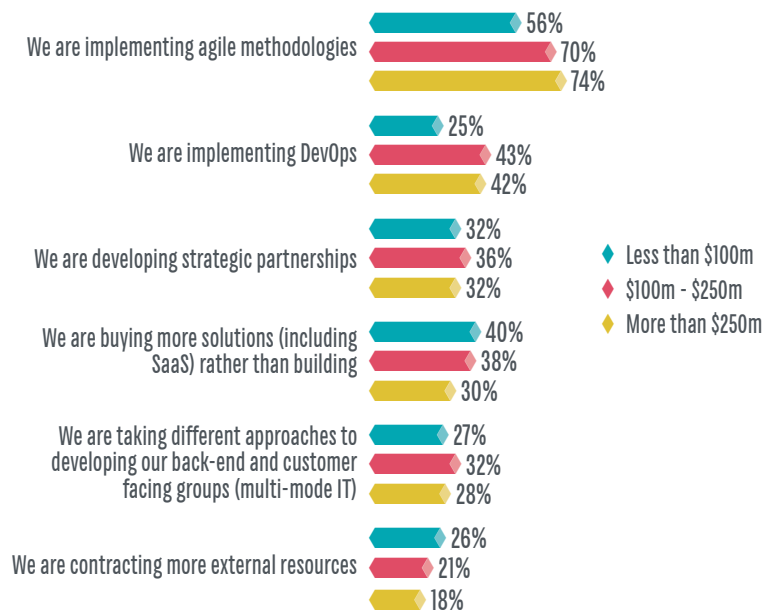 56%
We are implementing agile methodologies
70%
74%
25%
We are implementing DevOps
43%
42%
32%
We are developing strategic partnerships
36%
32%
We are buying more solutions (including
SaaS) rather than building
40%
38%
30%
We are taking different approaches to
developing our back-end and customer
facing groups (multi-mode IT)
27%
32%
28%
26%
We are contracting more external resources
21%
18%
Less than $100m
$100m - $250m
More than $250m